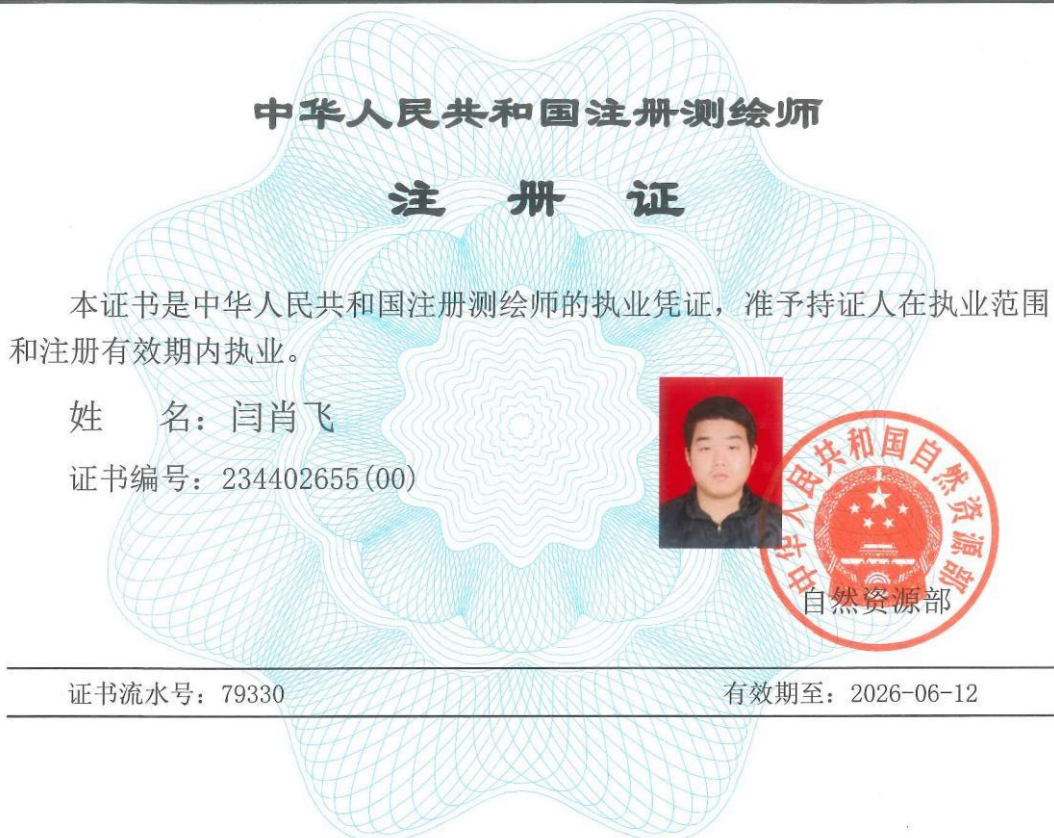 中华人民共和国注册测绘师
注 册 证
本证书是中华人民共和国注册测绘师的执业凭证，准予持证人在执业范围
和注册有效期内执业。
姓 名：闫肖飞
证书编号：234402655(00)
中华人民共和国自然资源部
自然资源部
证书流水号：79330 有效期至：2026-06-12